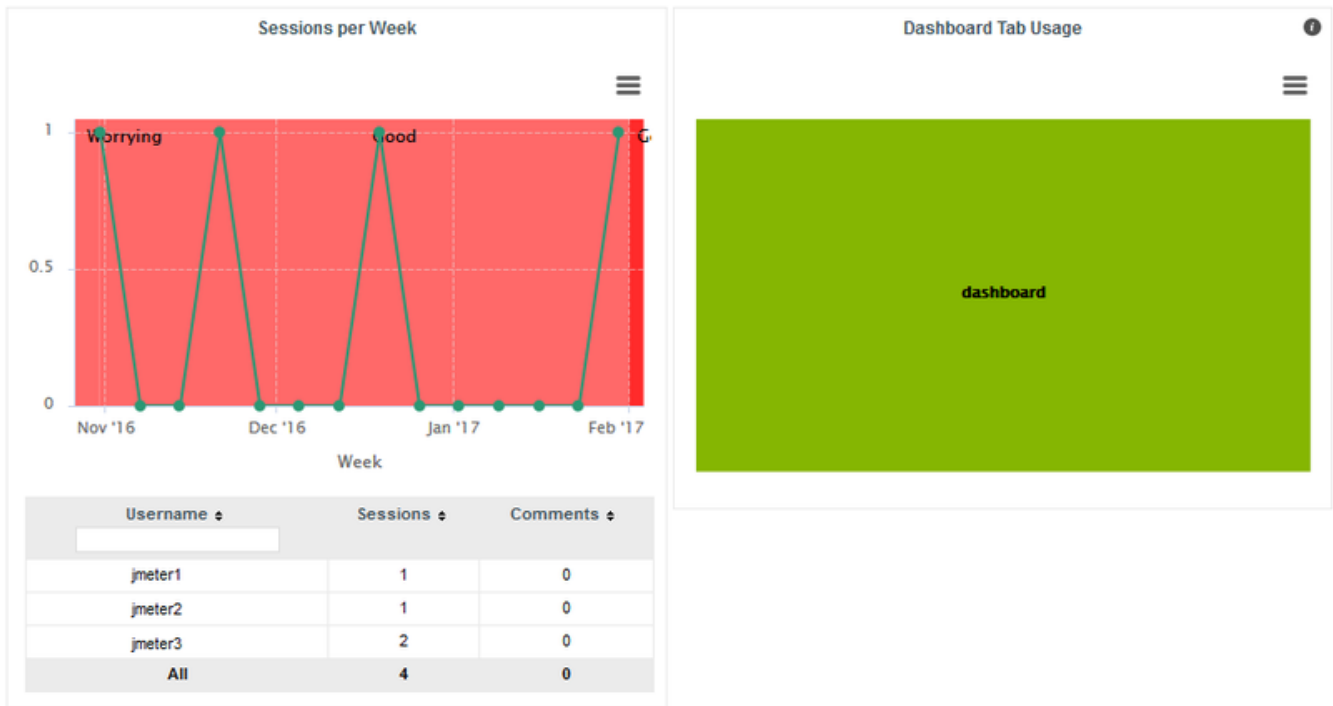 Sessions per Week
1
Worrying
Good
0.5
0
Nov '16
Dec '16
Jan '17
Feb '17
Week
Username Sessions Comments
jmeter1 1 0
jmeter2 1 0
jmeter3 2 0
All 4 0
Dashboard Tab Usage
dashboard